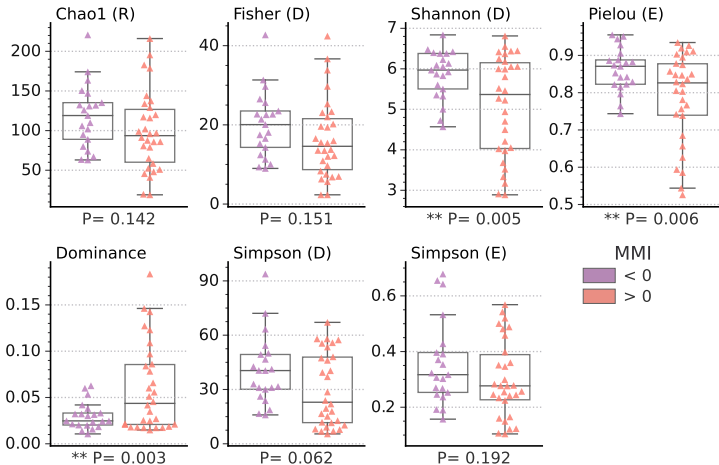 Chao1 (R)
Fisher (D)
Shannon (D)
Pielou (E)
200
150
100
50
40
20
0
7
6
5
4
3
0.9
0.8
0.7
0.6
0.5
P= 0.142
P= 0.151
** P= 0.005
** P= 0.006
Dominance
Simpson (D)
Simpson (E)
MMI
< 0
> 0
0.15
0.10
0.05
0.00
90
60
30
0
0.6
0.4
0.2
** P= 0.003
P= 0.062
P= 0.192